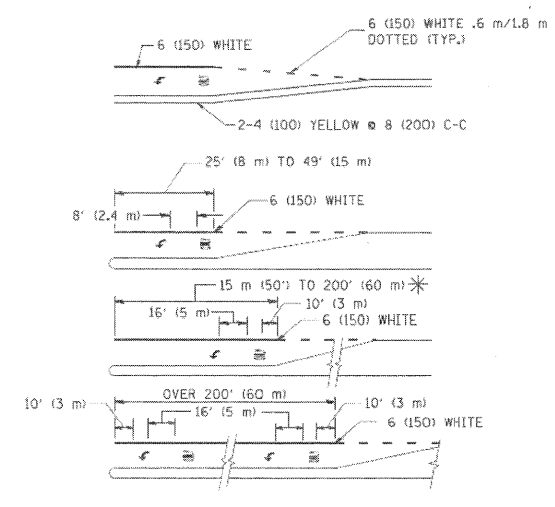 6 (150) WHITE .6 m/1.8 m
DOTTED (TYP.)
6 (150) WHITE
2-4 (100) YELLOW @ 8 (200) C-C
25' (8 m) TO 49' (15 m)
6 (150) WHITE
8' (2.4 m)
15 m (50') TO 200' (60 m)
16' (5 m)
10' (3 m)
6 (150) WHITE
OVER 200' (60 m)
10' (3 m)
16' (5 m)
10' (3 m)
6 (150) WHITE